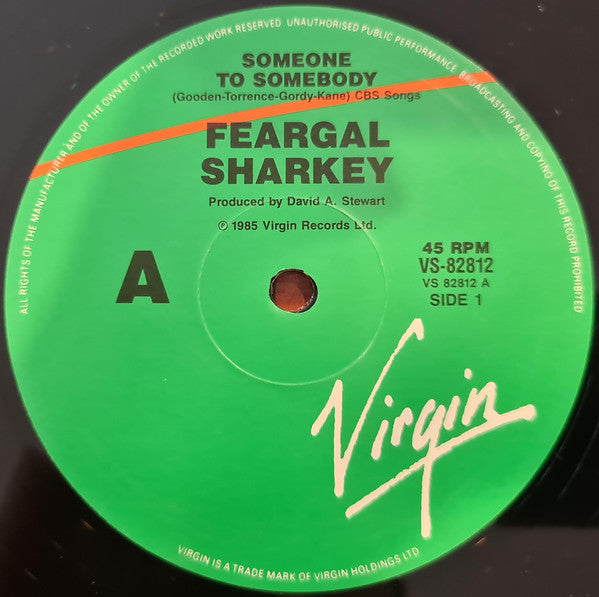 ALL RIGHTS OF THE MANUFACTURER AND OF THE OWNER OF THE RECORDED WORK RESERVED UNAUTHORISED PUBLIC PERFORMANCE BROADCASTING AND COPYING OF THIS RECORD PROHIBITED
SOMEONE
TO SOMEBODY
(Gooden-Torrence-Gordy-Kane) CBS Songs
FEARGAL
SHARKEY
Produced by David A. Stewart
℗ 1985 Virgin Records Ltd.
A
45 RPM
VS-82812
VS 82812 A
SIDE 1
Virgin
VIRGIN IS A TRADE MARK OF VIRGIN HOLDINGS LTD